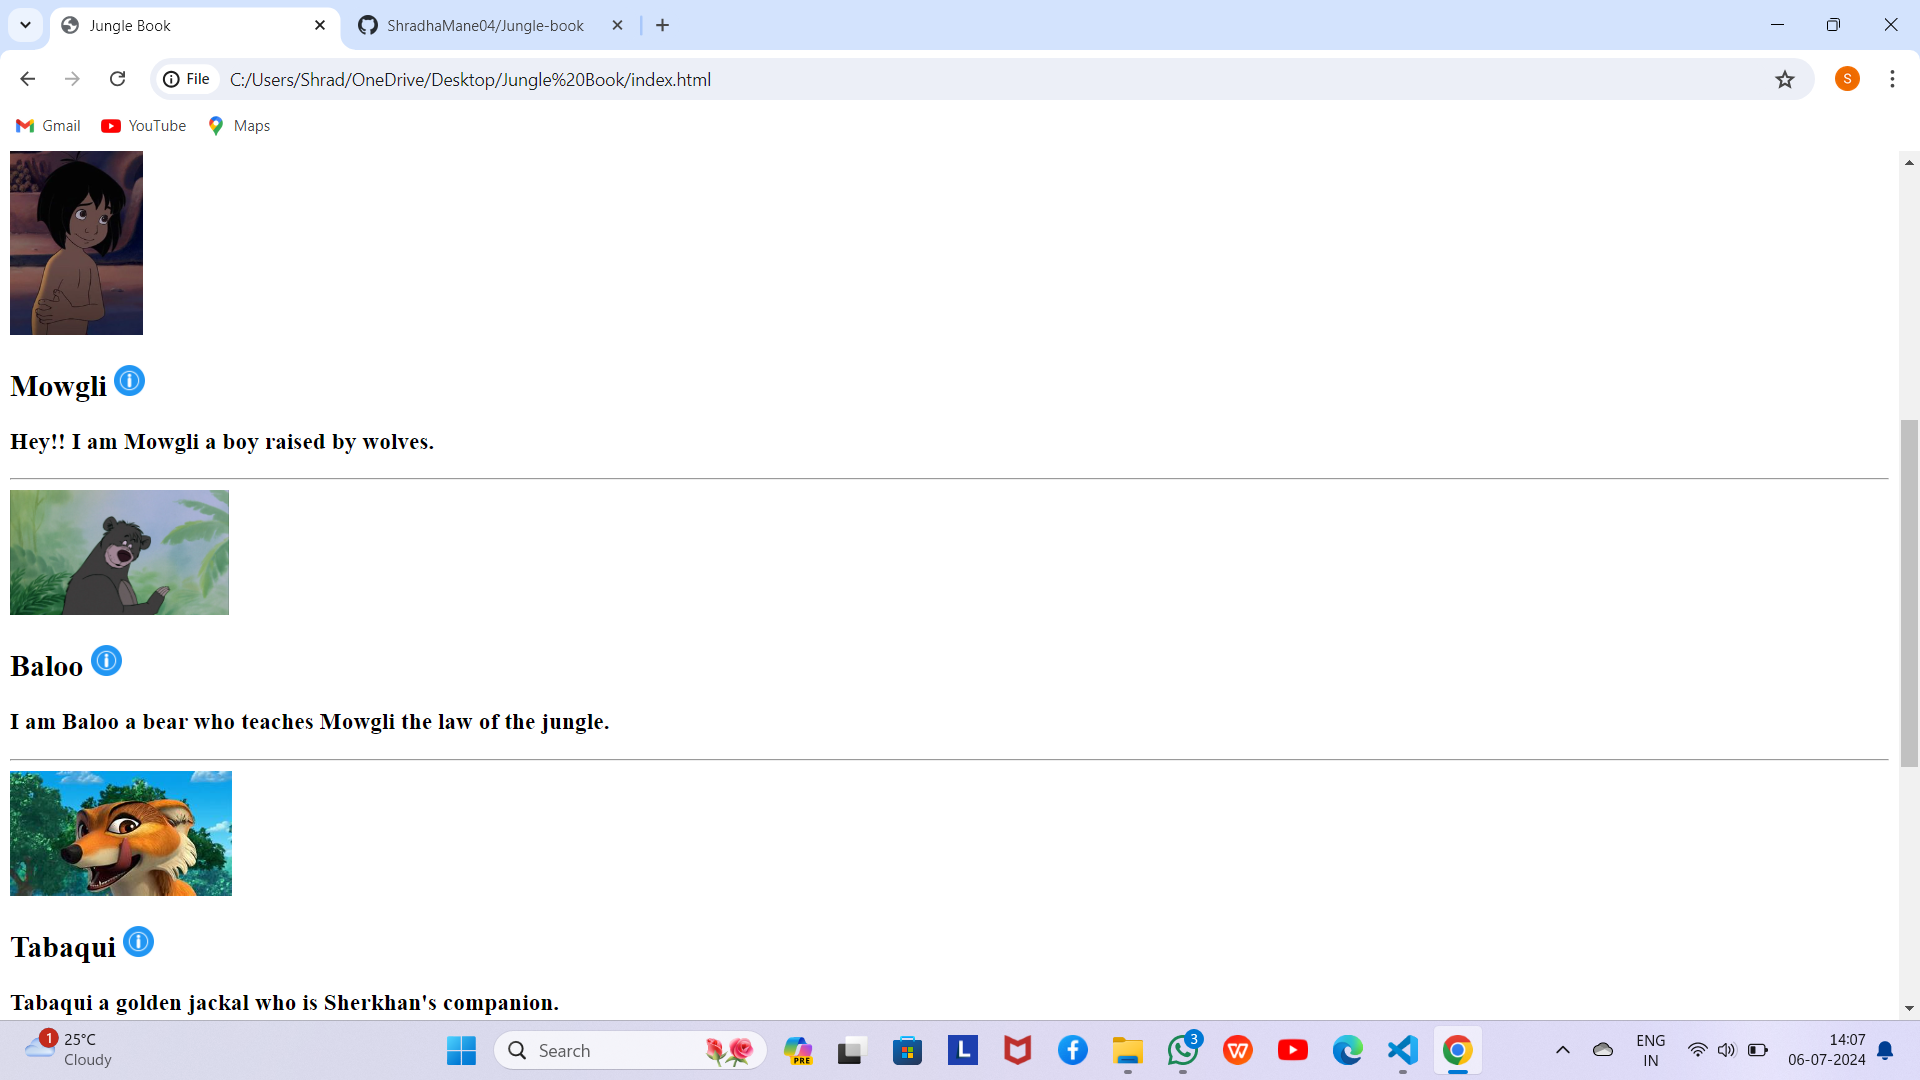 Jungle Book
ShradhaMane04/Jungle-book
File
C:/Users/Shrad/OneDrive/Desktop/Jungle%20Book/index.html
S
Gmail
YouTube
Maps
Mowgli
Hey!! I am Mowgli a boy raised by wolves.
Baloo
I am Baloo a bear who teaches Mowgli the law of the jungle.
Tabaqui
Tabaqui a golden jackal who is Sherkhan's companion.
1
25°C
Cloudy
Search
PRE
L
3
W
ENG
IN
14:07
06-07-2024